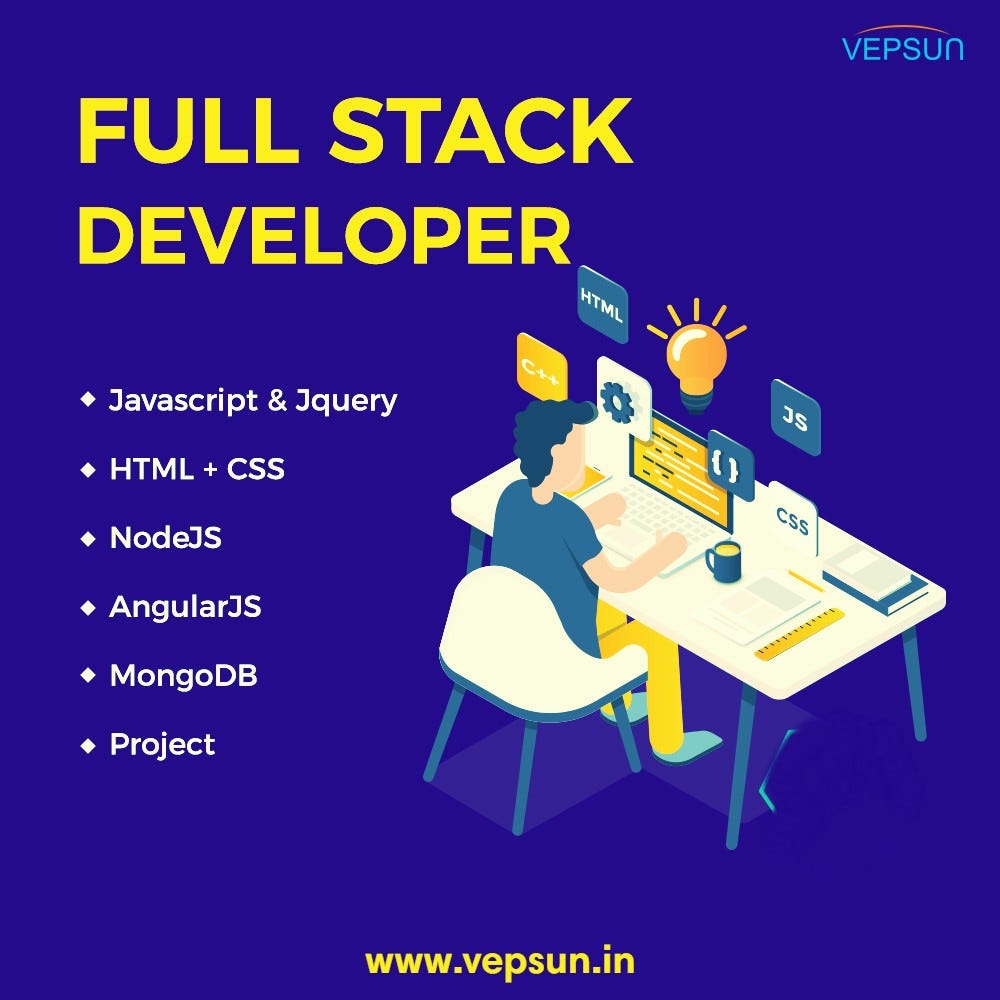 VEPSUN
FULL STACK
DEVELOPER
HTML
C++
JS
{}
CSS
Javascript & Jquery
HTML + CSS
NodeJS
AngularJS
MongoDB
Project
www.vepsun.in